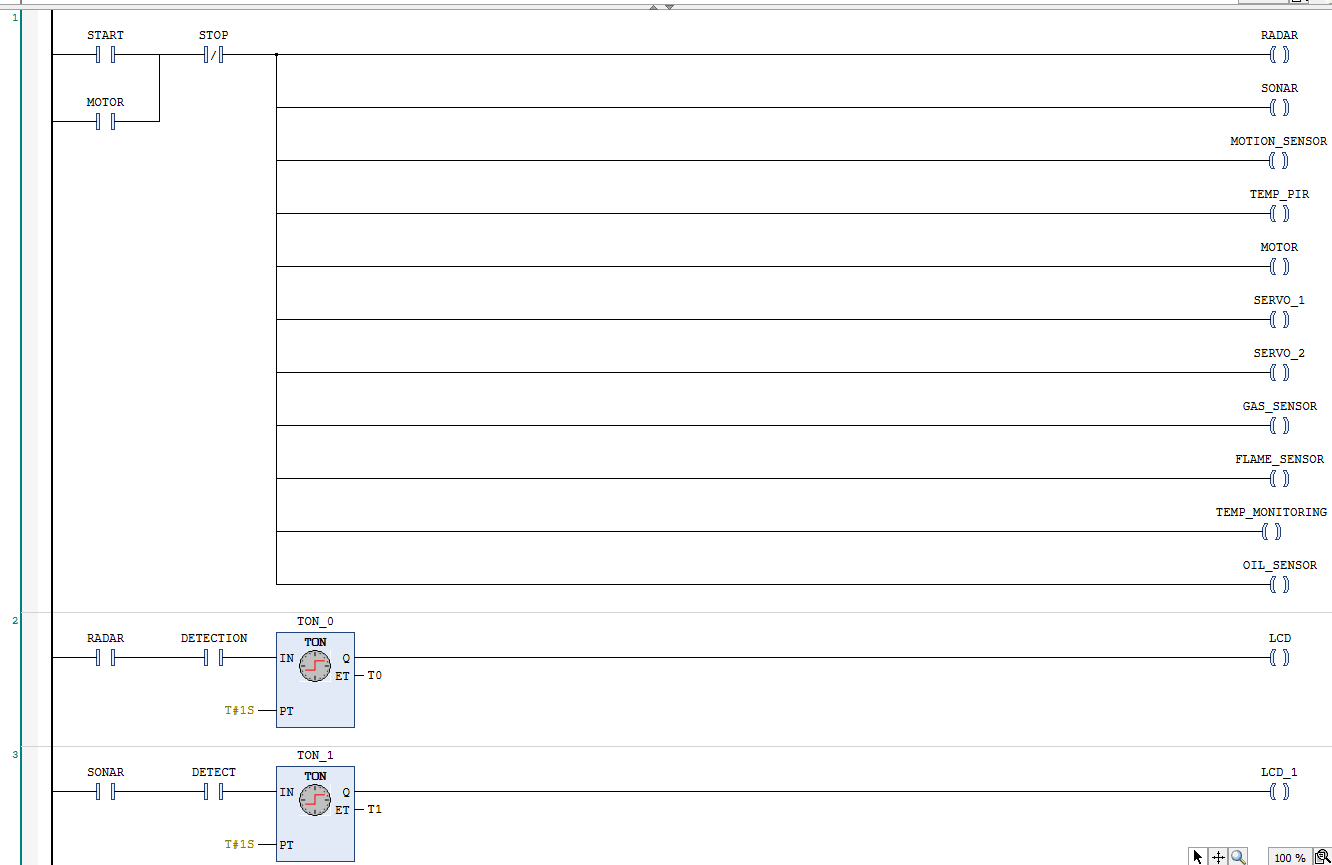 1
START STOP RADAR
SONAR
MOTOR
MOTION_SENSOR
TEMP_PIR
MOTOR
SERVO_1
SERVO_2
GAS_SENSOR
FLAME_SENSOR
TEMP_MONITORING
OIL_SENSOR
2
TON_0
RADAR DETECTION TON LCD
IN Q
ET T0
T#1S PT
3
TON_1
SONAR DETECT TON LCD_1
IN Q
ET T1
T#1S PT
100 %